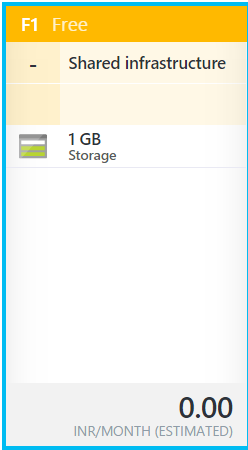 F1 Free
- Shared infrastructure
1 GB
Storage
0.00
INR/MONTH (ESTIMATED)